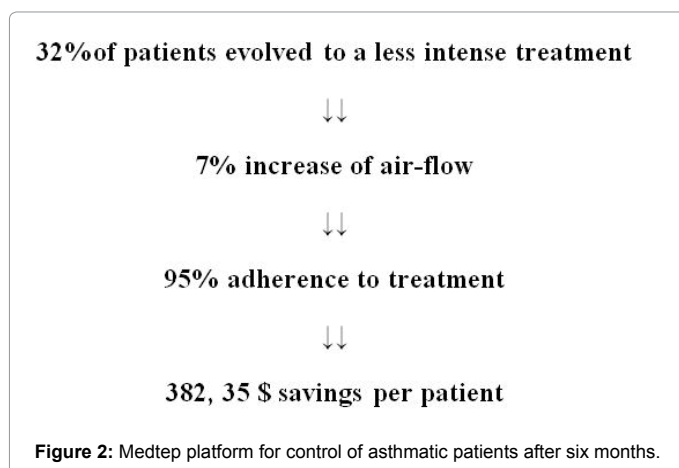 32%of patients evolved to a less intense treatment
↓↓
7% increase of air-flow
↓↓
95% adherence to treatment
↓↓
382, 35 $ savings per patient
Figure 2: Medtep platform for control of asthmatic patients after six months.